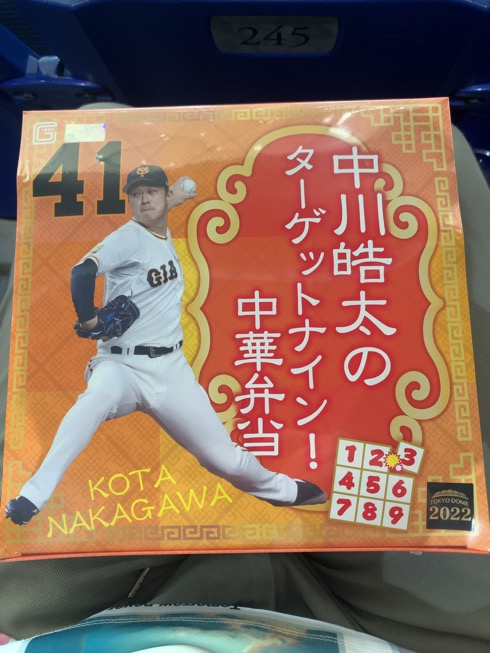 245
G
41
中川皓太の
ターゲットナイン!
中華弁当
GIA
KOTA
NAKAGAWA
1 2 3
4 5 6
7 8 9
TOKYO DOME
2022